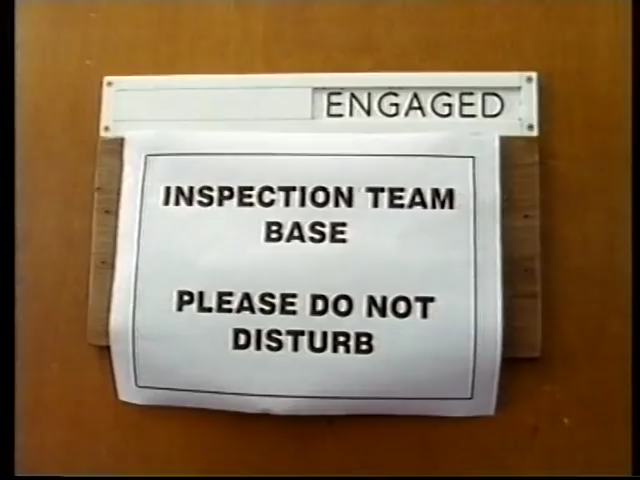 ENGAGED
INSPECTION TEAM
BASE
PLEASE DO NOT
DISTURB